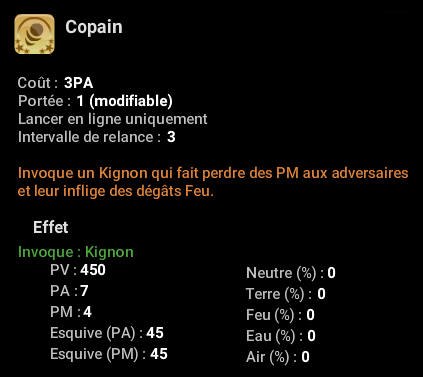 Copain
Coût : 3PA
Portée : 1 (modifiable)
Lancer en ligne uniquement
Intervalle de relance : 3
Invoque un Kignon qui fait perdre des PM aux adversaires
et leur inflige des dégâts Feu.
Effet
Invoque : Kignon
PV : 450
PA : 7
PM : 4
Esquive (PA) : 45
Esquive (PM) : 45
Neutre (%) : 0
Terre (%) : 0
Feu (%) : 0
Eau (%) : 0
Air (%) : 0